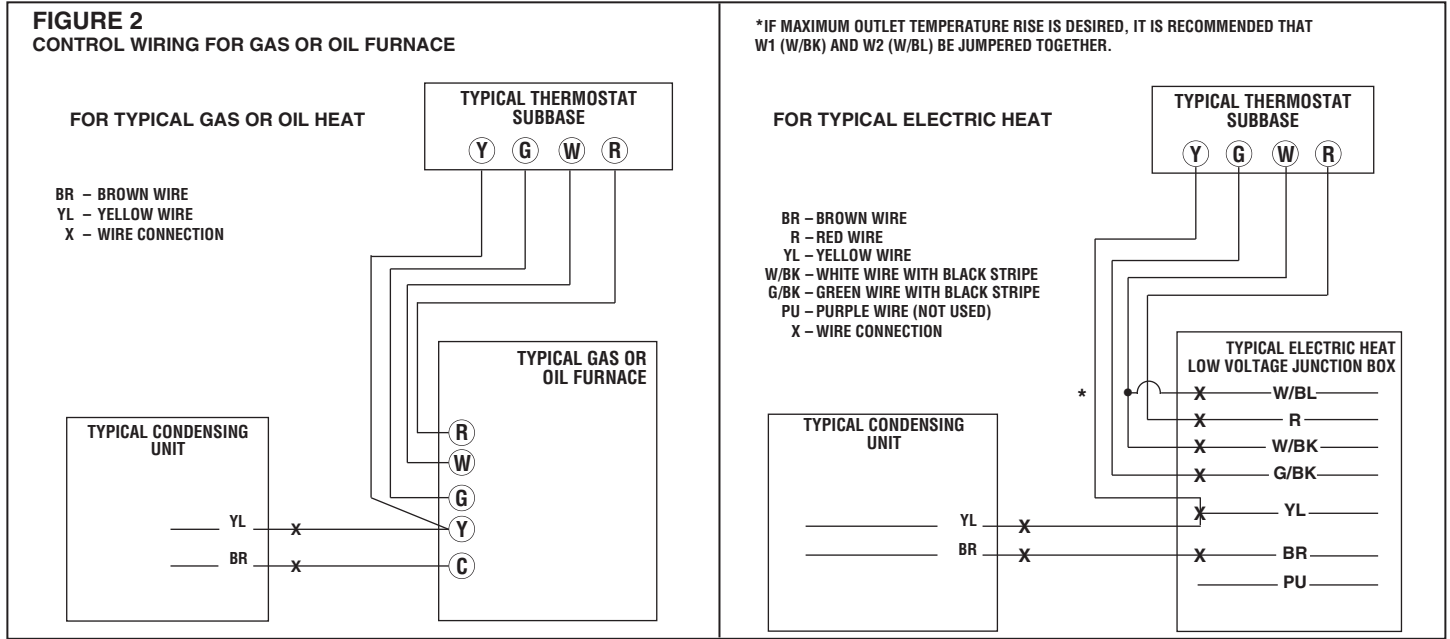 FIGURE 2
CONTROL WIRING FOR GAS OR OIL FURNACE
FOR TYPICAL GAS OR OIL HEAT
TYPICAL THERMOSTAT
SUBBASE
Y G W R
BR – BROWN WIRE
YL – YELLOW WIRE
X – WIRE CONNECTION
TYPICAL GAS OR
OIL FURNACE
R
W
G
Y
C
TYPICAL CONDENSING
UNIT
YL X
BR X
*IF MAXIMUM OUTLET TEMPERATURE RISE IS DESIRED, IT IS RECOMMENDED THAT
W1 (W/BK) AND W2 (W/BL) BE JUMPERED TOGETHER.
FOR TYPICAL ELECTRIC HEAT
TYPICAL THERMOSTAT
SUBBASE
Y G W R
BR – BROWN WIRE
R – RED WIRE
YL – YELLOW WIRE
W/BK – WHITE WIRE WITH BLACK STRIPE
G/BK – GREEN WIRE WITH BLACK STRIPE
PU – PURPLE WIRE (NOT USED)
X – WIRE CONNECTION
TYPICAL ELECTRIC HEAT
LOW VOLTAGE JUNCTION BOX
* X W/BL
X R
X W/BK
X G/BK
X YL
X BR
PU
TYPICAL CONDENSING
UNIT
YL X
BR X